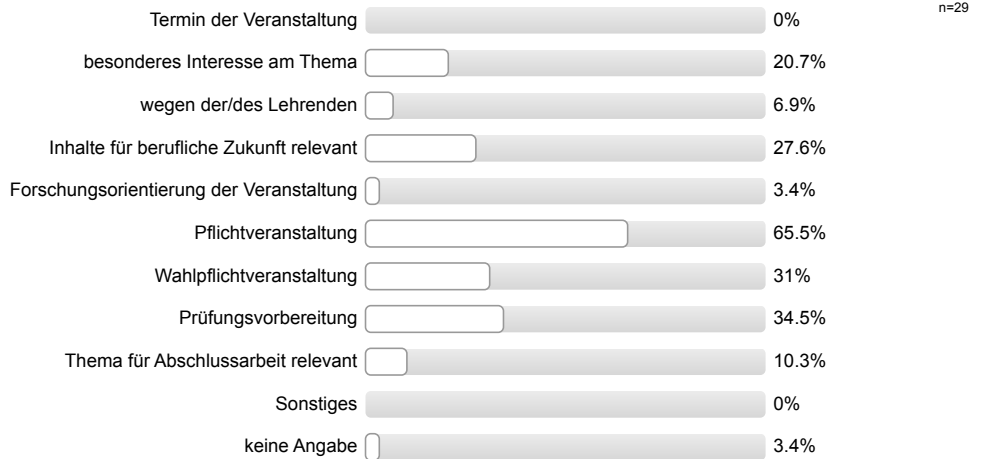 n=29
Termin der Veranstaltung 0%
besonderes Interesse am Thema 20.7%
wegen der/des Lehrenden 6.9%
Inhalte für berufliche Zukunft relevant 27.6%
Forschungsorientierung der Veranstaltung 3.4%
Pflichtveranstaltung 65.5%
Wahlpflichtveranstaltung 31%
Prüfungsvorbereitung 34.5%
Thema für Abschlussarbeit relevant 10.3%
Sonstiges 0%
keine Angabe 3.4%